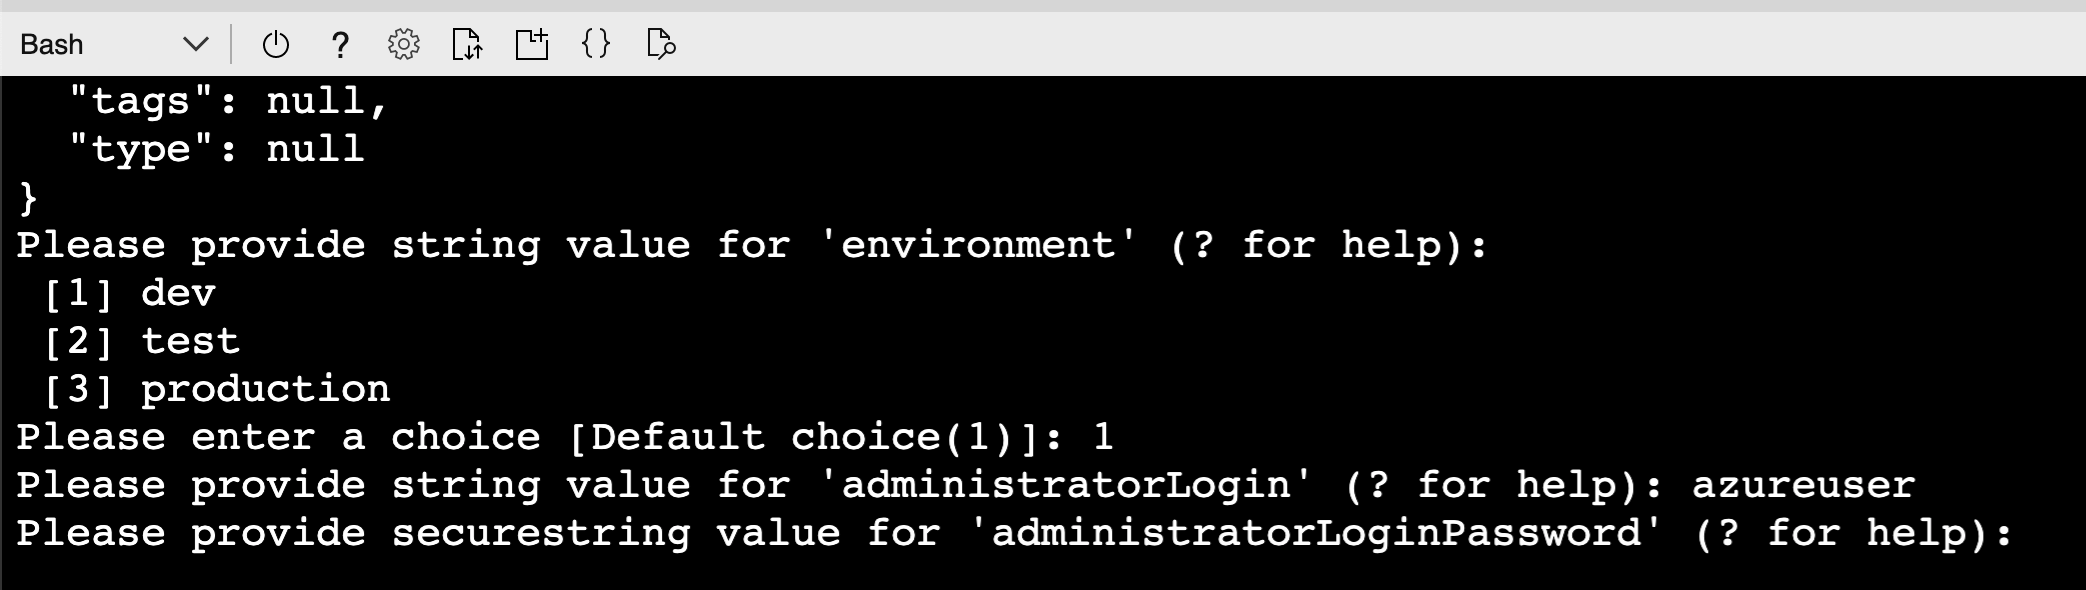 Bash
"tags": null,
"type": null
}
Please provide string value for 'environment' (? for help):
[1] dev
[2] test
[3] production
Please enter a choice [Default choice(1)]: 1
Please provide string value for 'administratorLogin' (? for help): azureuser
Please provide securestring value for 'administratorLoginPassword' (? for help):